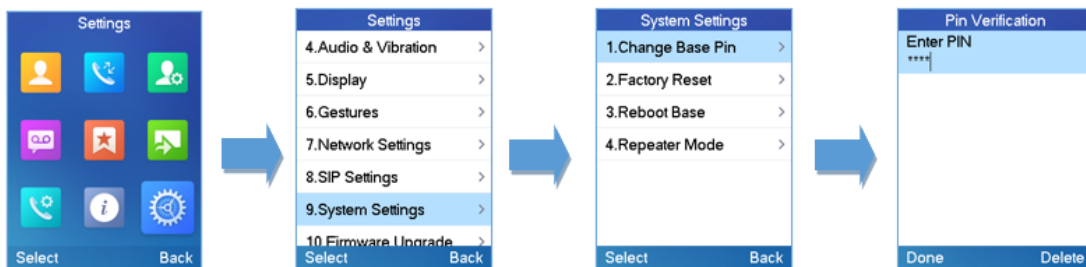 Settings
Select Back
Settings
4.Audio & Vibration
5.Display
6.Gestures
7.Network Settings
8.SIP Settings
9.System Settings
10.Firmware Upgrade
Select Back
System Settings
1.Change Base Pin
2.Factory Reset
3.Reboot Base
4.Repeater Mode
Select Back
Pin Verification
Enter PIN
****
Done Delete